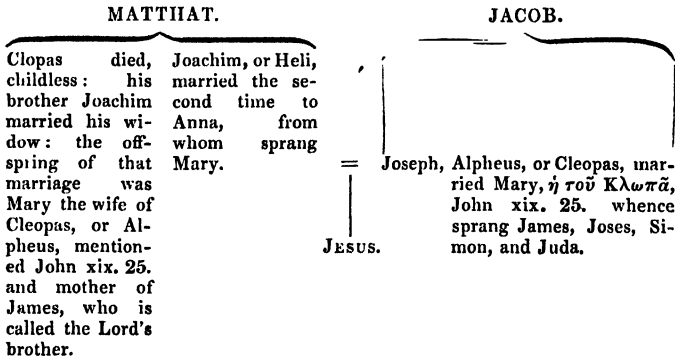 MATTHAT.
Clopas died,
childless: his
brother Joachim
married his wi-
dow: the off-
spring of that
marriage was
Mary the wife of
Cleopas, or Al-
pheus, mention-
ed John xix. 25.
and mother of
James, who is
called the Lord's
brother.
Joachim, or Heli,
married the se-
cond time to
Anna, from
whom sprang
Mary.
=
JESUS.
JACOB.
Joseph,
Alpheus, or Cleopas, mar-
ried Mary, ἡ τοῦ Κλωπᾶ,
John xix. 25. whence
sprang James, Joses, Si-
mon, and Juda.